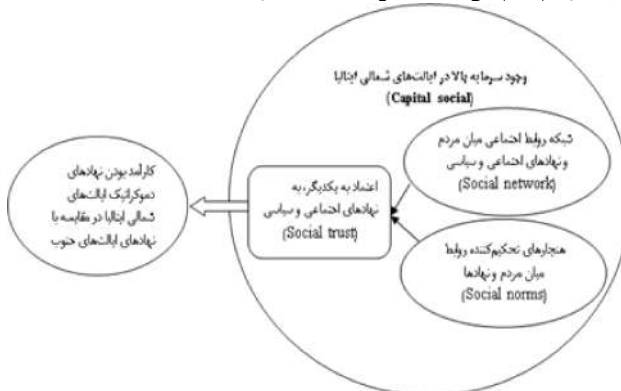 وجود سرمایه بالا در ایالت‌های شمالی ایتالیا
(Capital social)
شبکه روابط اجتماعی میان مردم
و نهادهای اجتماعی و سیاسی
(Social network)
اعتماد به یکدیگر، به
نهادهای اجتماعی و سیاسی
(Social trust)
هنجارهای تحکیم‌کننده روابط
میان مردم و نهادها
(Social norms)
کارآمد بودن نهادهای
دموکراتیک ایالت‌های
شمالی ایتالیا در مقایسه با
نهادهای ایالت‌های جنوب